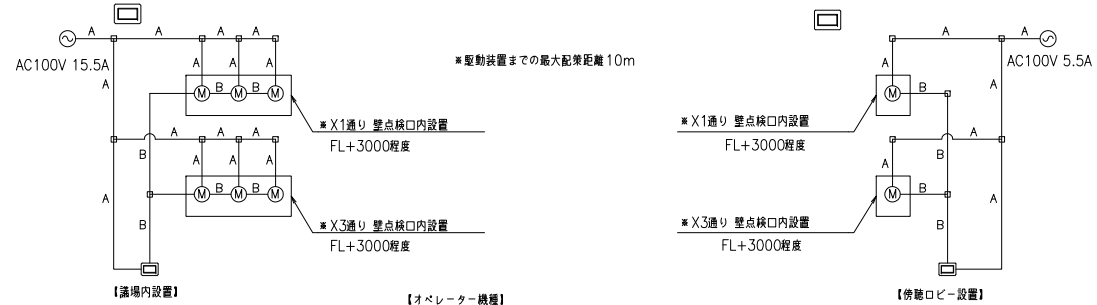 A A A A
AC100V 15.5A
A A A A
M B M B M
※駆動装置までの最大配策距離10m
※X1通り 壁点検口内設置
FL+3000程度
A A A
B
A A A
M B M B M
A
B
※X3通り 壁点検口内設置
FL+3000程度
【議場内設置】
【オペレーター機種】
A A
AC100V 5.5A
A
M B
A
※X1通り 壁点検口内設置
FL+3000程度
A
B
A
M B
A
B
※X3通り 壁点検口内設置
FL+3000程度
【傍聴ロビー設置】